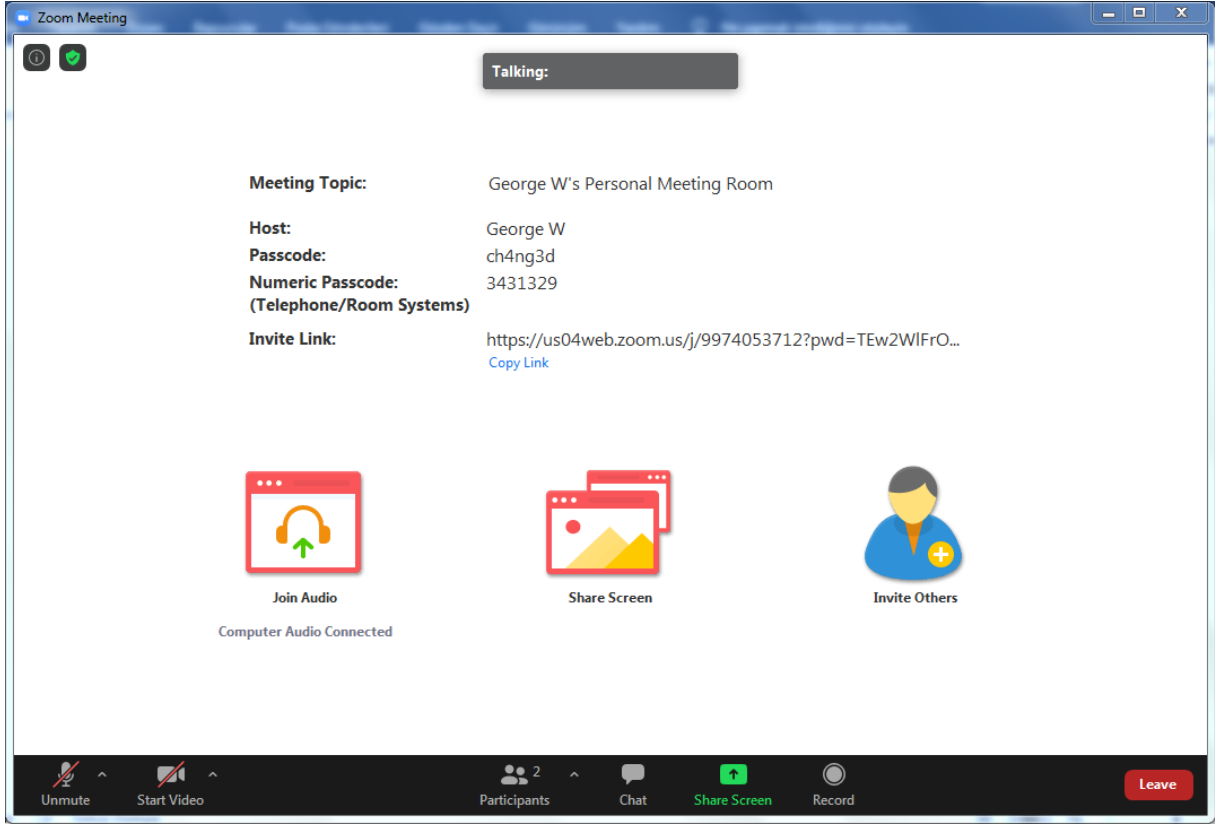 Zoom Meeting
Talking:
Meeting Topic: George W's Personal Meeting Room
Host: George W
Passcode: ch4ng3d
Numeric Passcode: 3431329
(Telephone/Room Systems)
Invite Link: https://us04web.zoom.us/j/9974053712?pwd=TEw2WlFrO...
Copy Link
Join Audio Share Screen Invite Others
Computer Audio Connected
2
Unmute Start Video Participants Chat Share Screen Record Leave